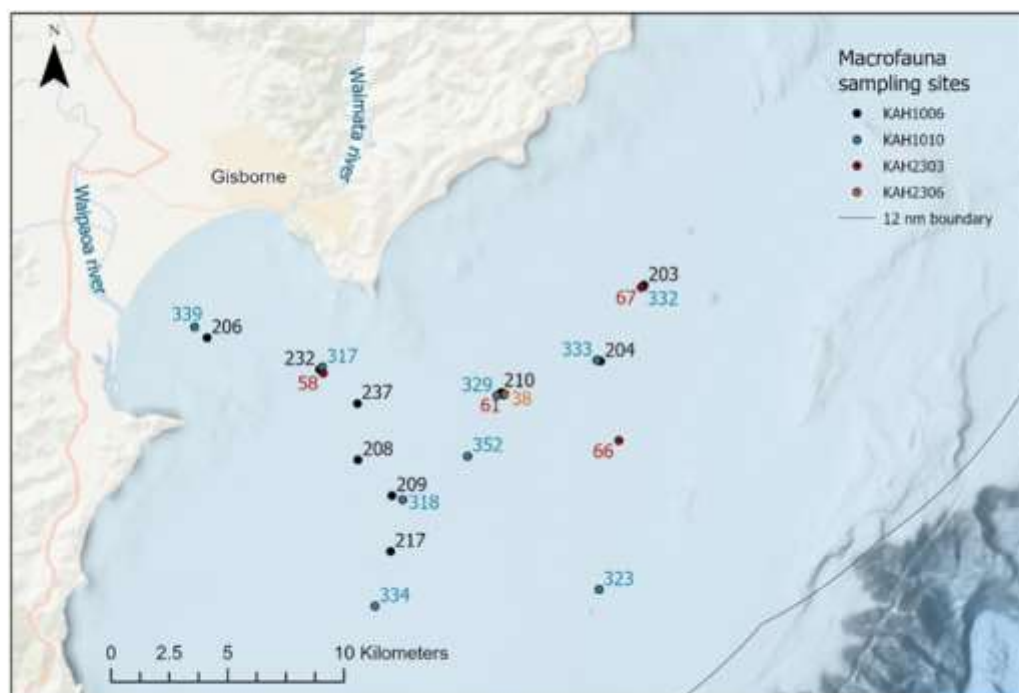 N
Macrofauna
sampling sites
KAH1006
KAH1010
KAH2303
KAH2306
12 nm boundary
Waimata river
Gisborne
Waipaoa river
203
67
332
339
206
333
204
232
317
58
237
329
210
61
38
352
66
208
209
318
217
334
323
0 2.5 5 10 Kilometers